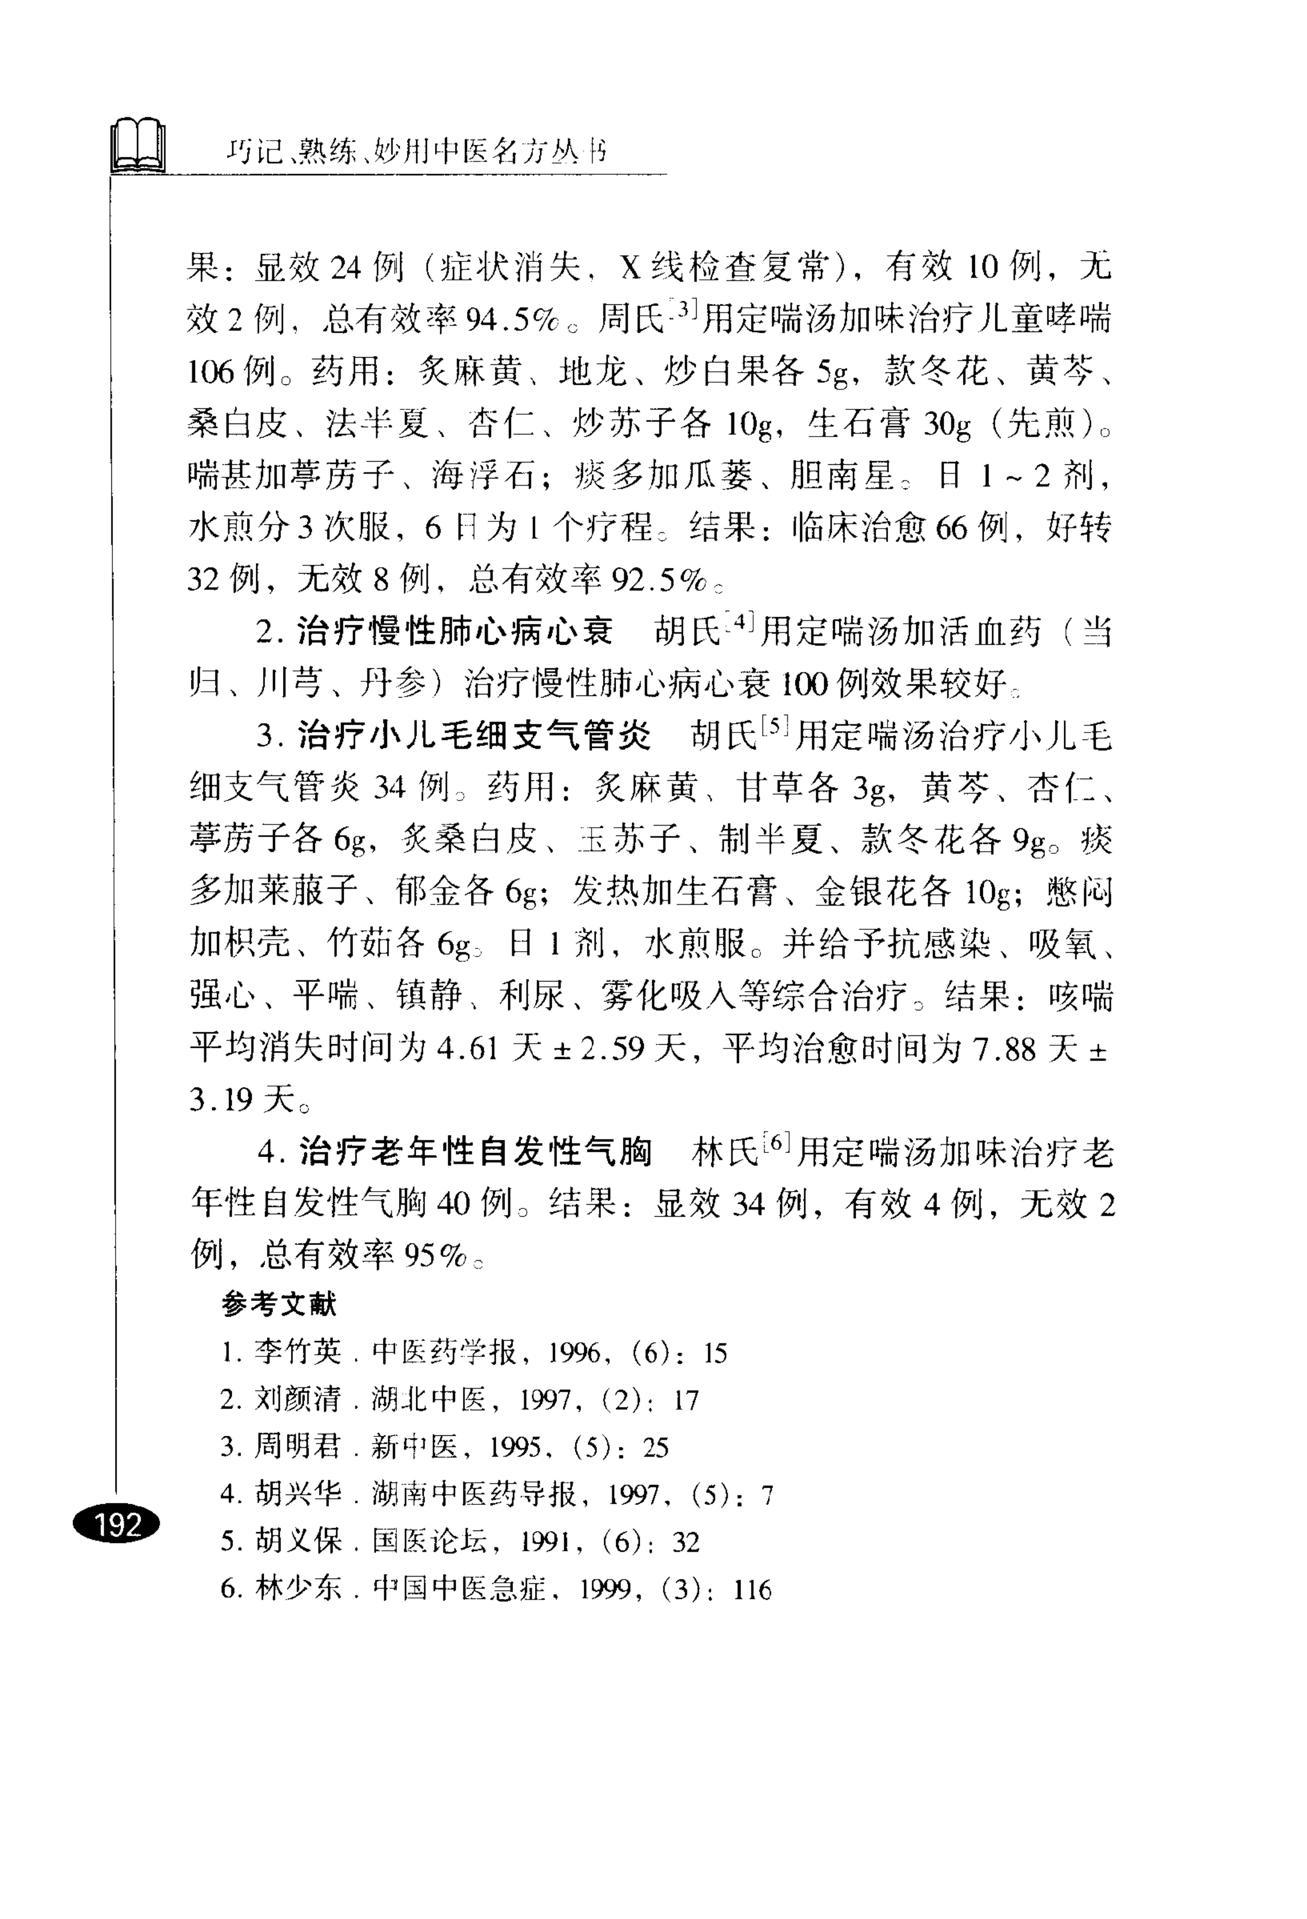 巧记、熟练、妙用中医名方丛书
果：显效 24 例（症状消失，X 线检查复常），有效 10 例，无
效 2 例，总有效率 94.5%。周氏[3]用定喘汤加味治疗儿童哮喘
106 例。药用：炙麻黄、地龙、炒白果各 5g，款冬花、黄芩、
桑白皮、法半夏、杏仁、炒苏子各 10g，生石膏 30g（先煎）。
喘甚加葶苈子、海浮石；痰多加瓜蒌、胆南星。日 1～2 剂，
水煎分 3 次服，6 日为 1 个疗程。结果：临床治愈 66 例，好转
32 例，无效 8 例，总有效率 92.5%。
2. 治疗慢性肺心病心衰 胡氏[4]用定喘汤加活血药（当
归、川芎、丹参）治疗慢性肺心病心衰 100 例效果较好。
3. 治疗小儿毛细支气管炎 胡氏[5]用定喘汤治疗小儿毛
细支气管炎 34 例。药用：炙麻黄、甘草各 3g，黄芩、杏仁、
葶苈子各 6g，炙桑白皮、玉苏子、制半夏、款冬花各 9g。痰
多加莱菔子、郁金各 6g；发热加生石膏、金银花各 10g；憋闷
加枳壳、竹茹各 6g。日 1 剂，水煎服。并给予抗感染、吸氧、
强心、平喘、镇静、利尿、雾化吸入等综合治疗。结果：咳喘
平均消失时间为 4.61 天 ± 2.59 天，平均治愈时间为 7.88 天 ±
3.19 天。
4. 治疗老年性自发性气胸 林氏[6]用定喘汤加味治疗老
年性自发性气胸 40 例。结果：显效 34 例，有效 4 例，无效 2
例，总有效率 95%。
参考文献
1. 李竹英．中医药学报，1996，(6)：15
2. 刘颜清．湖北中医，1997，(2)：17
3. 周明君．新中医，1995，(5)：25
4. 胡兴华．湖南中医药导报，1997，(5)：7
5. 胡义保．国医论坛，1991，(6)：32
6. 林少东．中国中医急症，1999，(3)：116
192